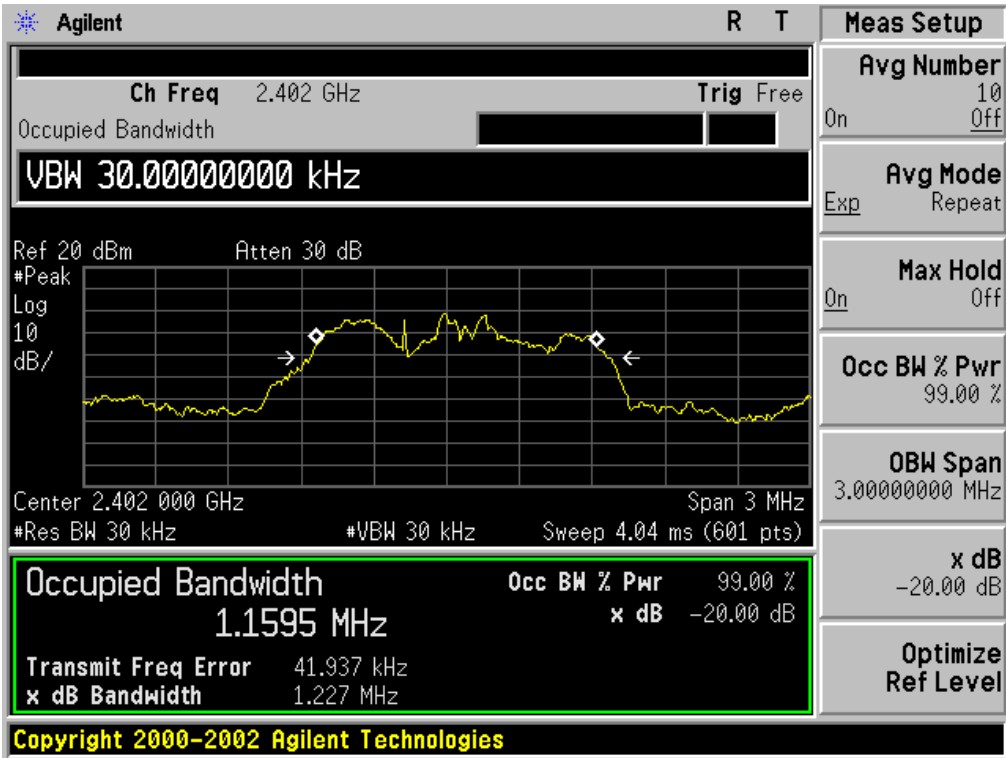 Agilent R T
Ch Freq 2.402 GHz Trig Free
Occupied Bandwidth
VBW 30.00000000 kHz
Ref 20 dBm Atten 30 dB
#Peak
Log
10
dB/
Center 2.402 000 GHz Span 3 MHz
#Res BW 30 kHz #VBW 30 kHz Sweep 4.04 ms (601 pts)
Occupied Bandwidth Occ BW % Pwr 99.00 %
1.1595 MHz x dB -20.00 dB
Transmit Freq Error 41.937 kHz
x dB Bandwidth 1.227 MHz
Copyright 2000-2002 Agilent Technologies
Meas Setup
Avg Number
10
On Off
Avg Mode
Exp Repeat
Max Hold
On Off
Occ BW % Pwr
99.00 %
OBW Span
3.00000000 MHz
x dB
-20.00 dB
Optimize
Ref Level